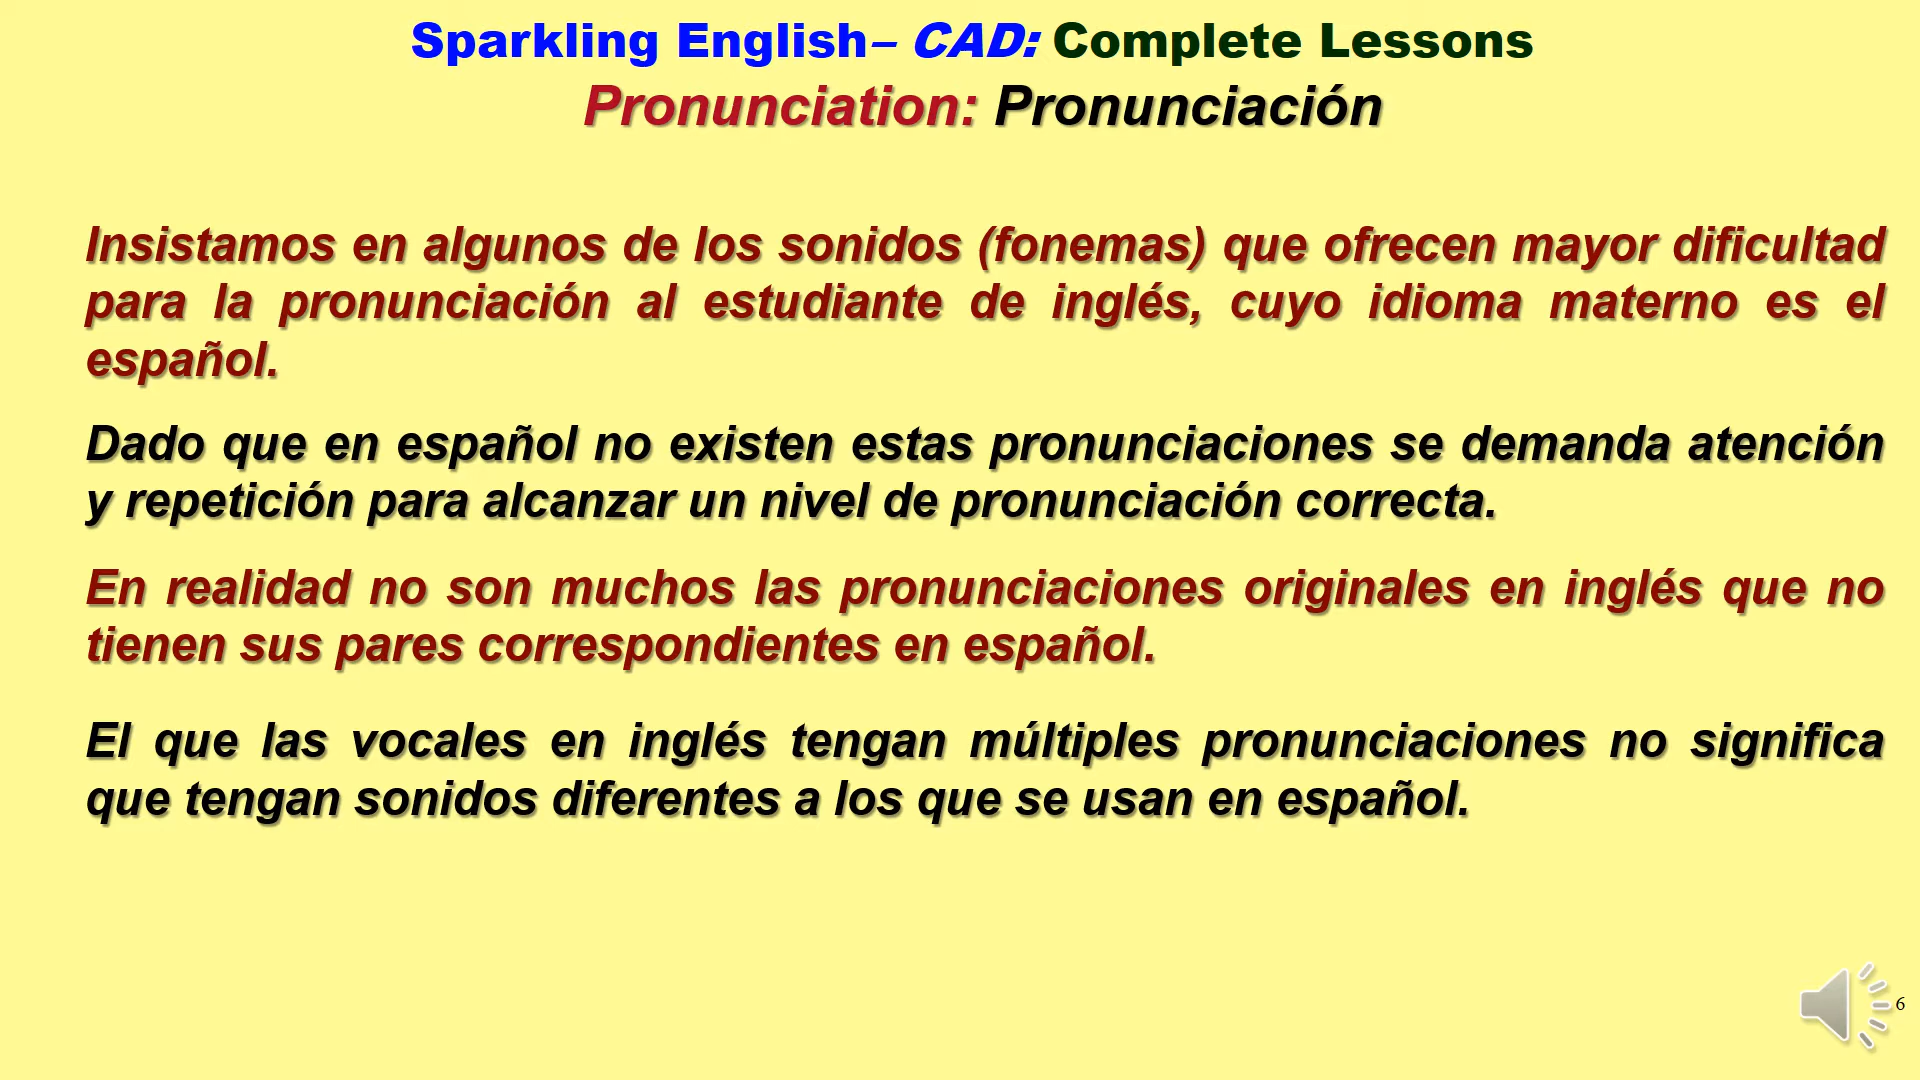 Sparkling English– CAD: Complete Lessons
Pronunciation: Pronunciación
Insistamos en algunos de los sonidos (fonemas) que ofrecen mayor dificultad
para la pronunciación al estudiante de inglés, cuyo idioma materno es el
español.
Dado que en español no existen estas pronunciaciones se demanda atención
y repetición para alcanzar un nivel de pronunciación correcta.
En realidad no son muchos las pronunciaciones originales en inglés que no
tienen sus pares correspondientes en español.
El que las vocales en inglés tengan múltiples pronunciaciones no significa
que tengan sonidos diferentes a los que se usan en español.
6